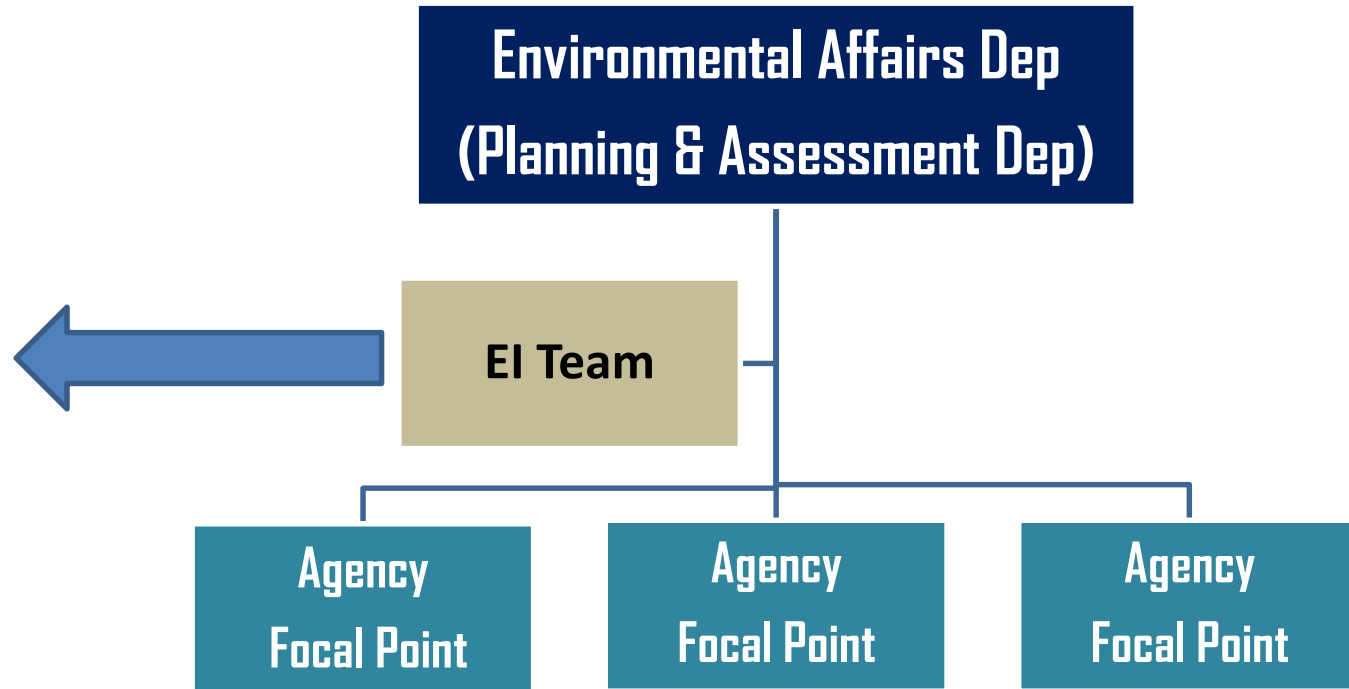 Environmental Affairs Dep
(Planning & Assessment Dep)
EI Team
Agency
Focal Point
Agency
Focal Point
Agency
Focal Point